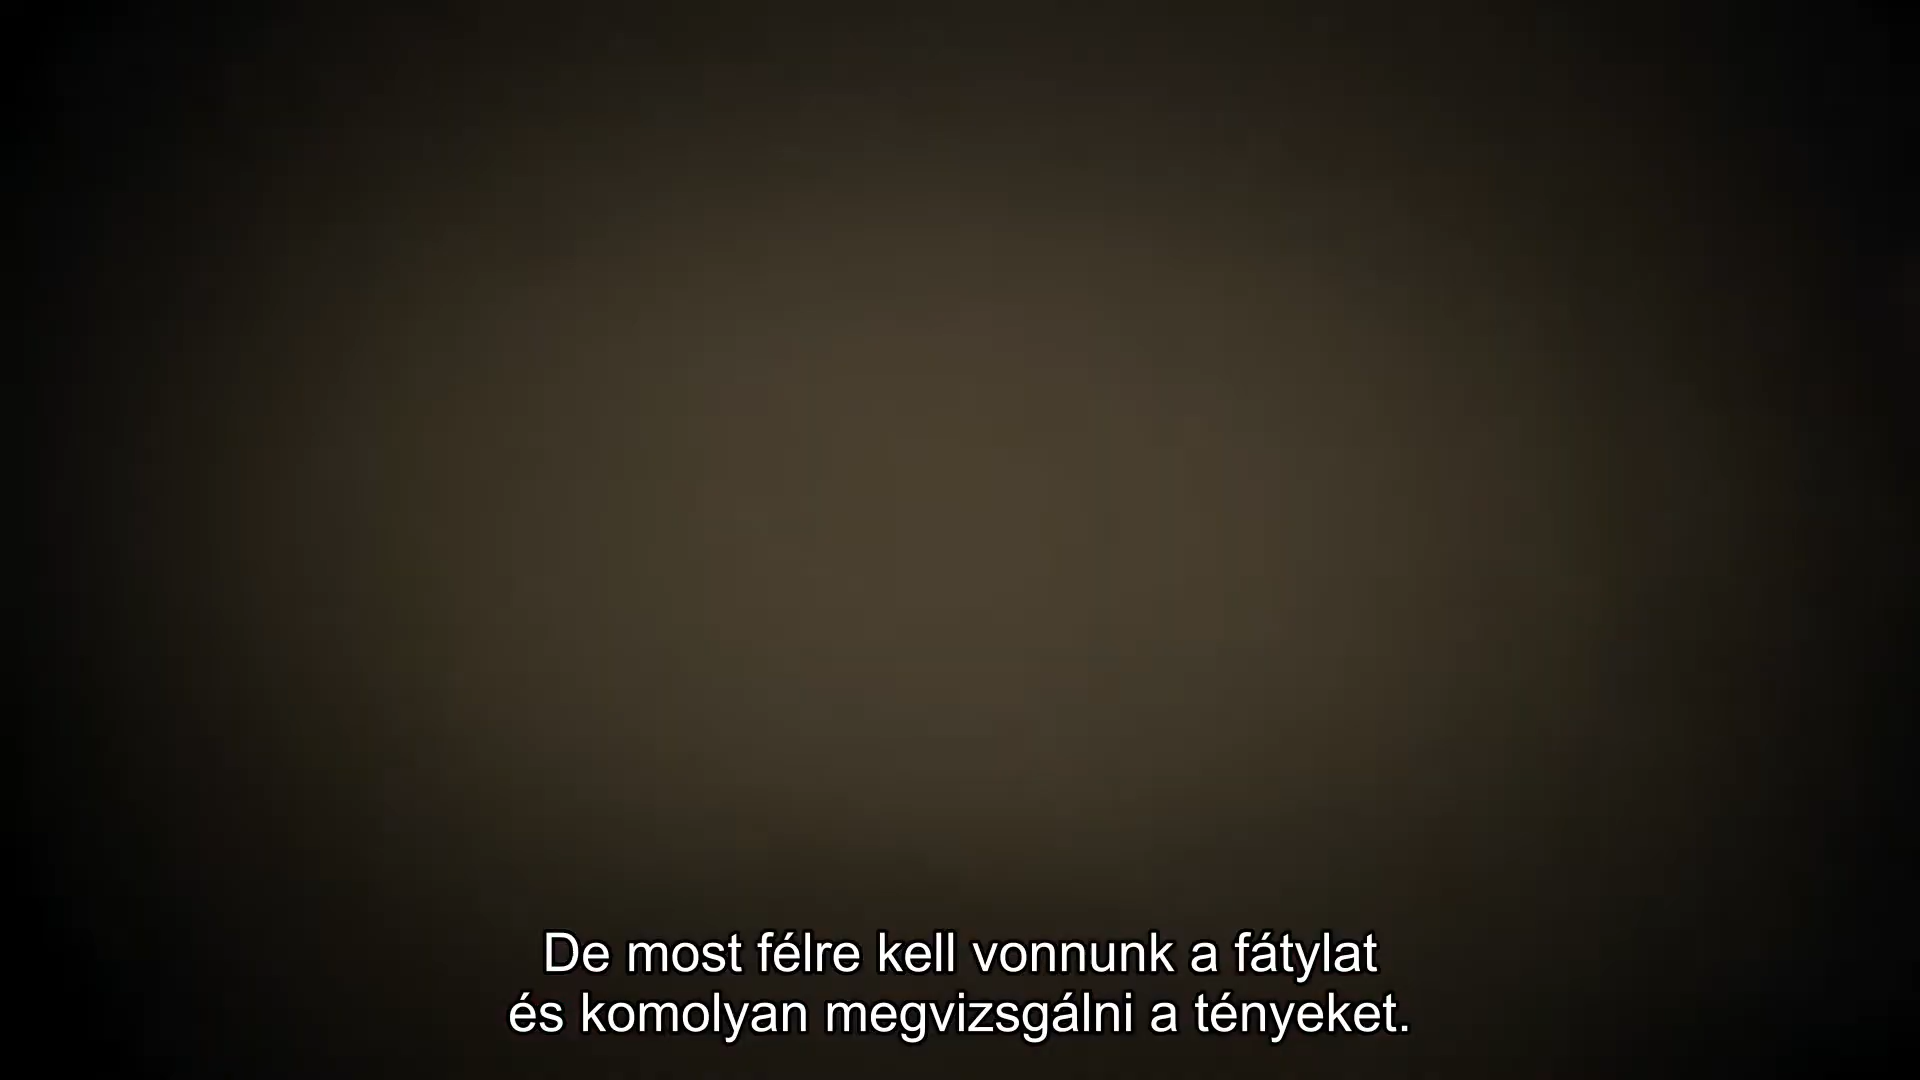 De most félre kell vonnunk a fátylat
és komolyan megvizsgálni a tényeket.